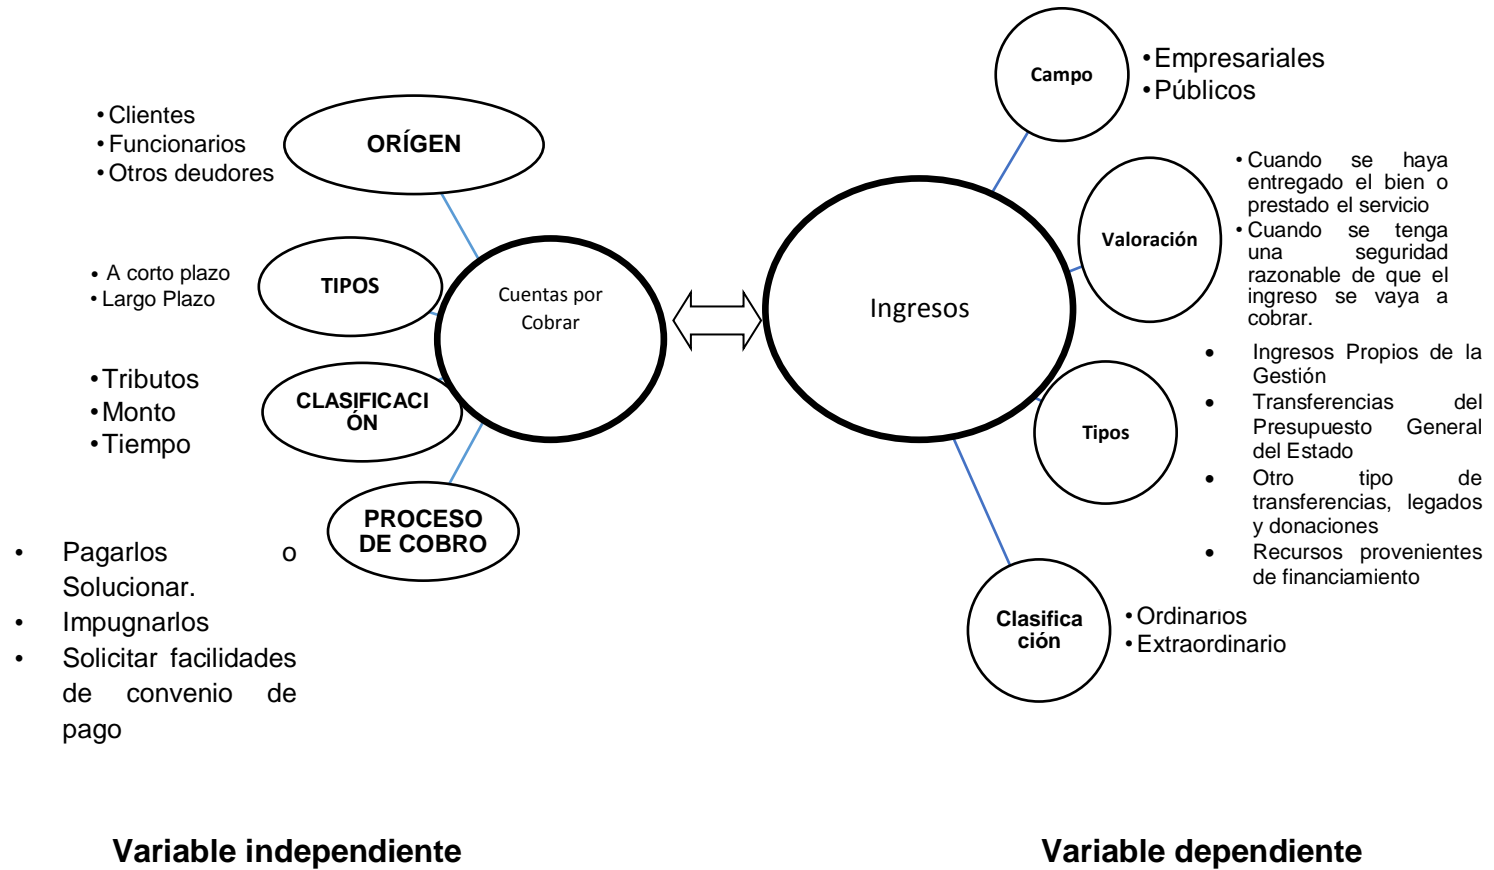 • Clientes
• Funcionarios
• Otros deudores
ORÍGEN
• A corto plazo
• Largo Plazo
TIPOS
• Tributos
• Monto
• Tiempo
CLASIFICACI
ÓN
PROCESO
DE COBRO
• Pagarlos o
Solucionar.
• Impugnarlos
• Solicitar facilidades
de convenio de
pago
Cuentas por
Cobrar
Ingresos
Campo
• Empresariales
• Públicos
Valoración
• Cuando se haya
entregado el bien o
prestado el servicio
• Cuando se tenga
una seguridad
razonable de que el
ingreso se vaya a
cobrar.
Tipos
• Ingresos Propios de la
Gestión
• Transferencias del
Presupuesto General
del Estado
• Otro tipo de
transferencias, legados
y donaciones
• Recursos provenientes
de financiamiento
Clasifica
ción
• Ordinarios
• Extraordinario
Variable independiente
Variable dependiente